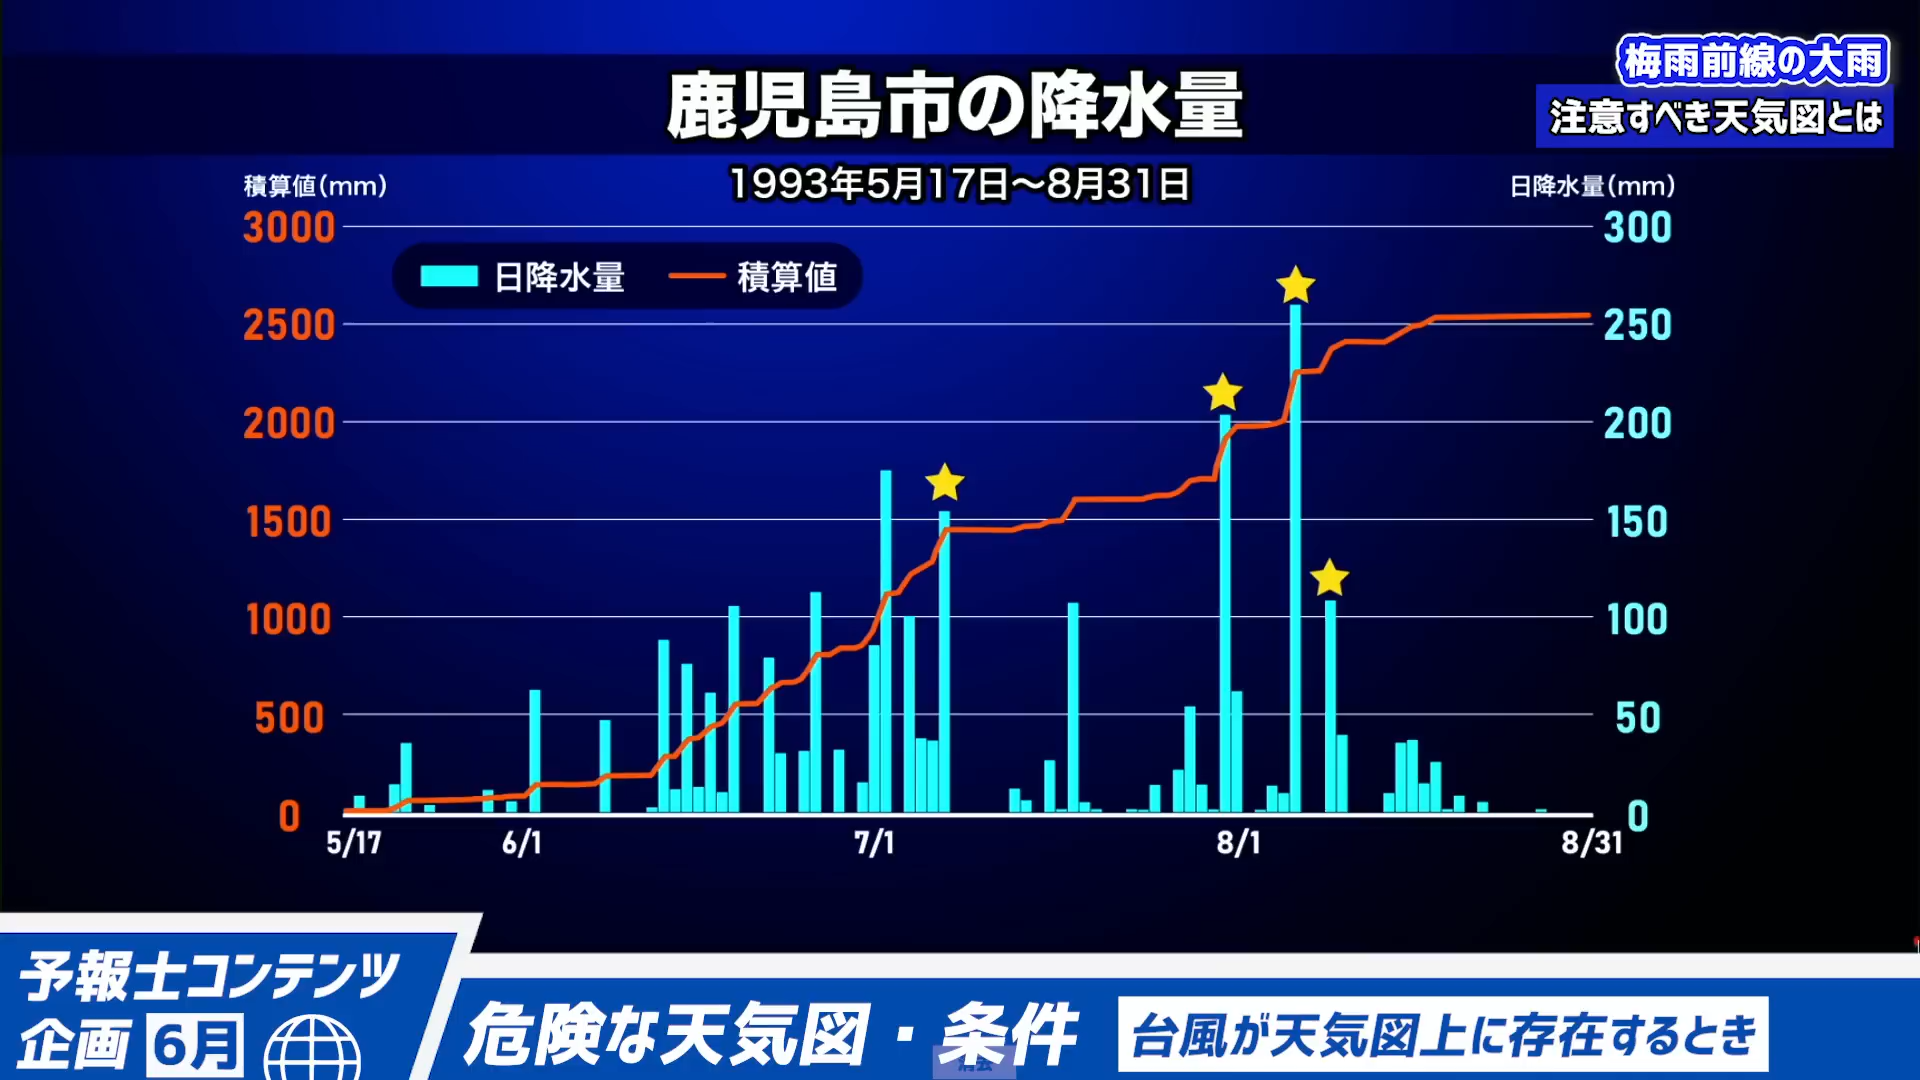 鹿児島市の降水量
1993年5月17日～8月31日
梅雨前線の大雨
注意すべき天気図とは
積算値(mm)
日降水量(mm)
日降水量
積算値
3000
2500
2000
1500
1000
500
0
300
250
200
150
100
50
0
5/17
6/1
7/1
8/1
8/31
予報士コンテンツ
企画 6月
危険な天気図・条件
台風が天気図上に存在するとき